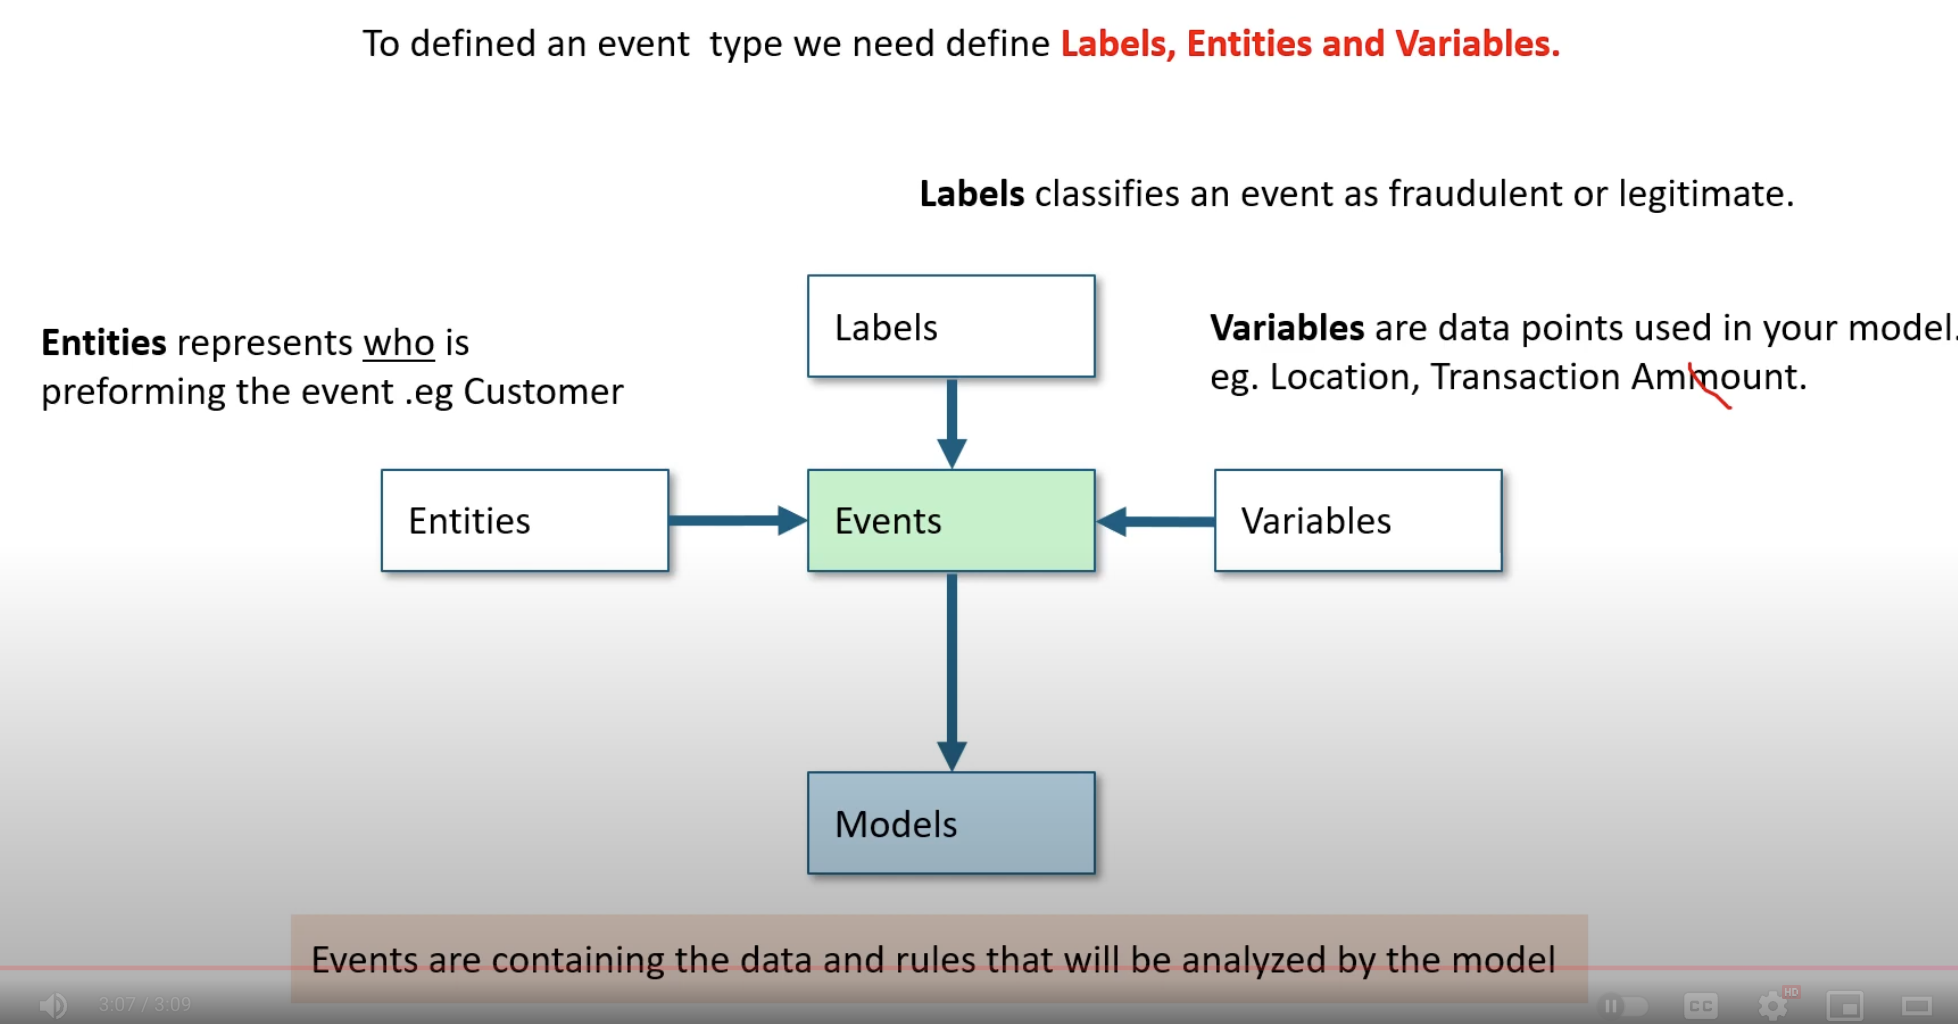 To defined an event  type we need define Labels, Entities and Variables.
Labels classifies an event as fraudulent or legitimate.
Entities represents who is
preforming the event .eg Customer
Labels
Variables are data points used in your model.
eg. Location, Transaction Ammount.
Entities
Events
Variables
Models
Events are containing the data and rules that will be analyzed by the model
3:07 / 3:09
CC
HD